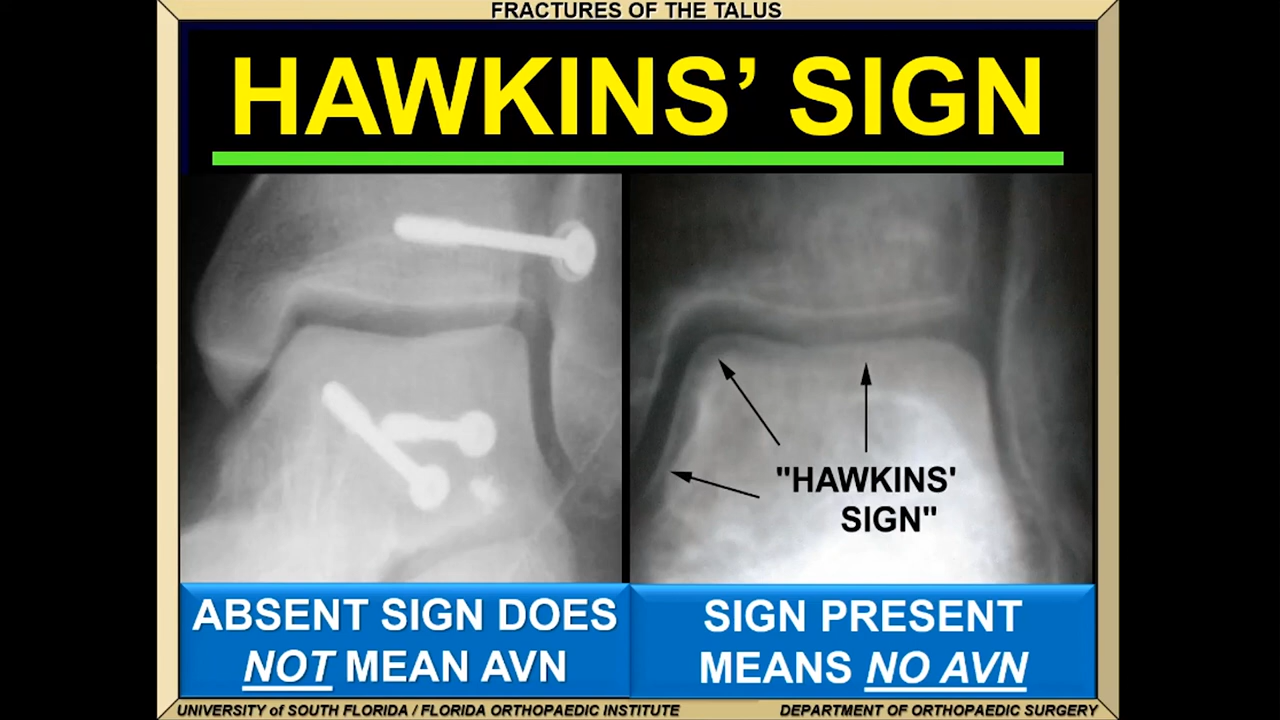 FRACTURES OF THE TALUS
HAWKINS’ SIGN
"HAWKINS'
SIGN"
ABSENT SIGN DOES
NOT MEAN AVN
SIGN PRESENT
MEANS NO AVN
UNIVERSITY of SOUTH FLORIDA / FLORIDA ORTHOPAEDIC INSTITUTE
DEPARTMENT OF ORTHOPAEDIC SURGERY